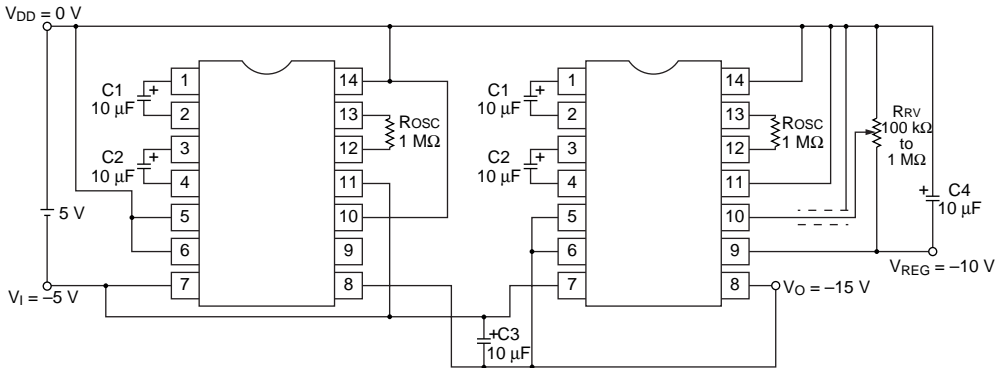 VDD = 0 V
5 V
VI = –5 V
C1
10 µF
+
C2
10 µF
+
1
2
3
4
5
6
7
14
13
12
11
10
9
8
ROSC
1 MΩ
+C3
10 µF
C1
10 µF
+
C2
10 µF
+
1
2
3
4
5
6
7
14
13
12
11
10
9
8
ROSC
1 MΩ
RRV
100 kΩ
to
1 MΩ
+
C4
10 µF
VREG = –10 V
VO = –15 V